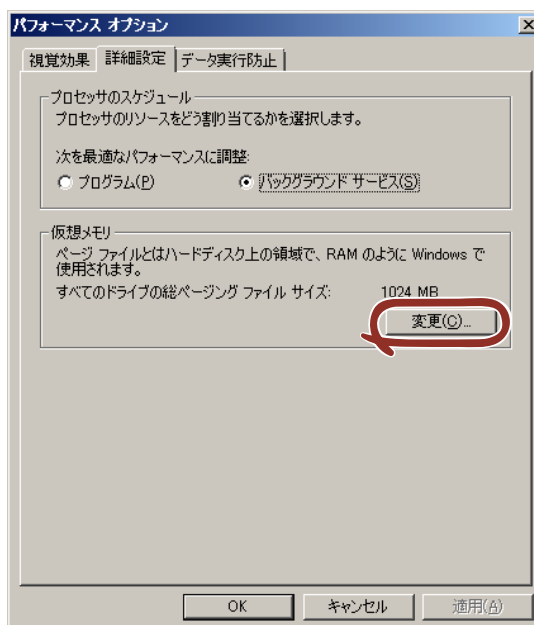 パフォーマンス オプション
視覚効果 詳細設定 データ実行防止
プロセッサのスケジュール
プロセッサのリソースをどう割り当てるかを選択します。
次を最適なパフォーマンスに調整:
プログラム(P) バックグラウンド サービス(S)
仮想メモリ
ページ ファイルとはハードディスク上の領域で、RAM のように Windows で
使用されます。
すべてのドライブの総ページング ファイル サイズ: 1024 MB
変更(C)...
OK キャンセル 適用(A)